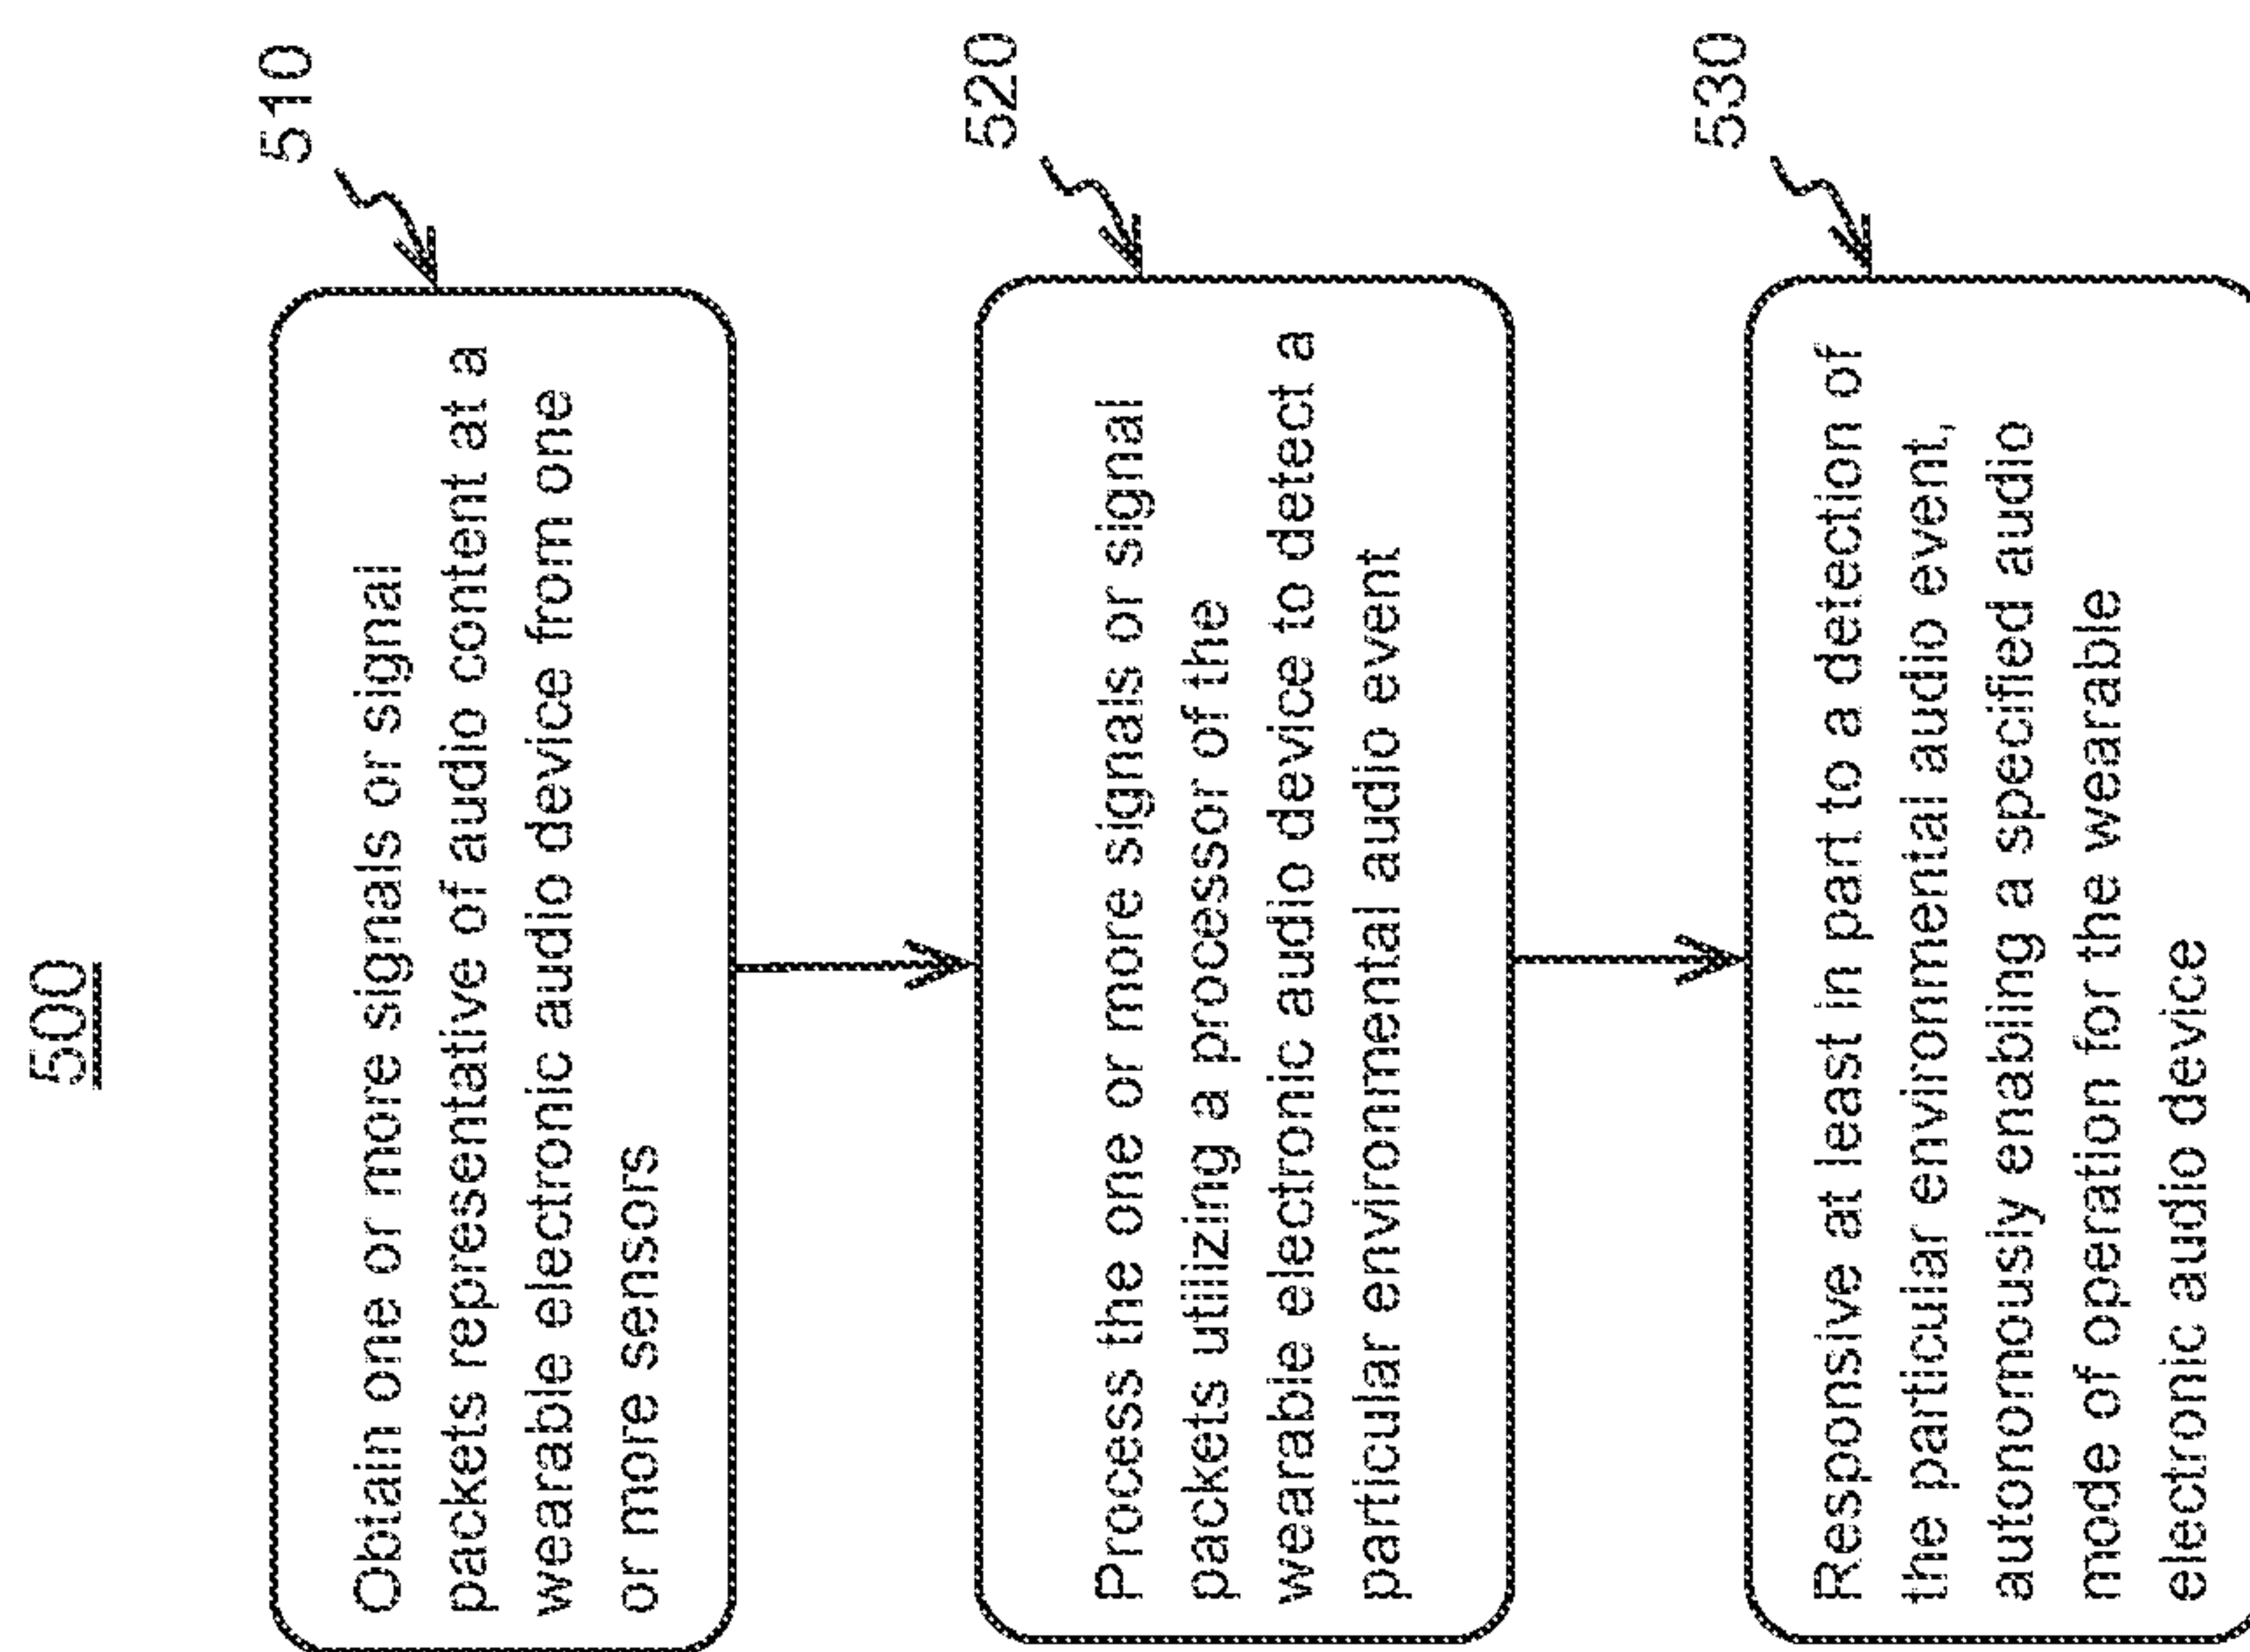 500
510
Obtain one or more signals or signal
packets representative of audio content at a
wearable electronic audio device from one
or more sensors
520
Process the one or more signals or signal
packets utilizing a processor of the
wearable electronic audio device to detect a
particular environmental audio event
530
Responsive at least in part to a detection of
the particular environmental audio event,
autonomously enabling a specified audio
mode of operation for the wearable
electronic audio device